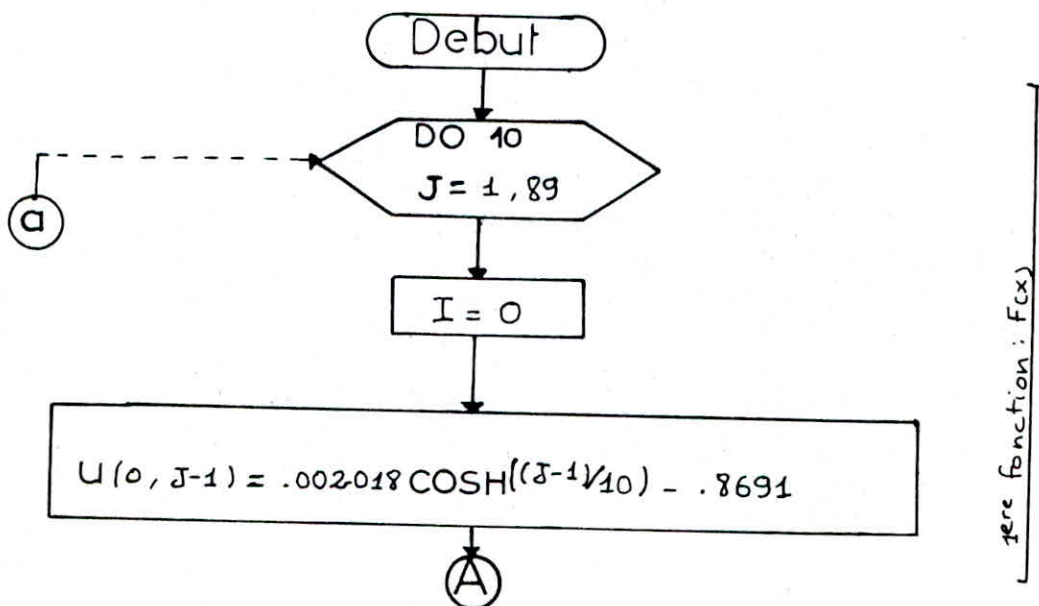 Debut
DO 10
J = 1, 89
a
I = 0
U(0, J-1) = .002018 COSH((J-1)/10) - .8691
A
1ere fonction : F(x)